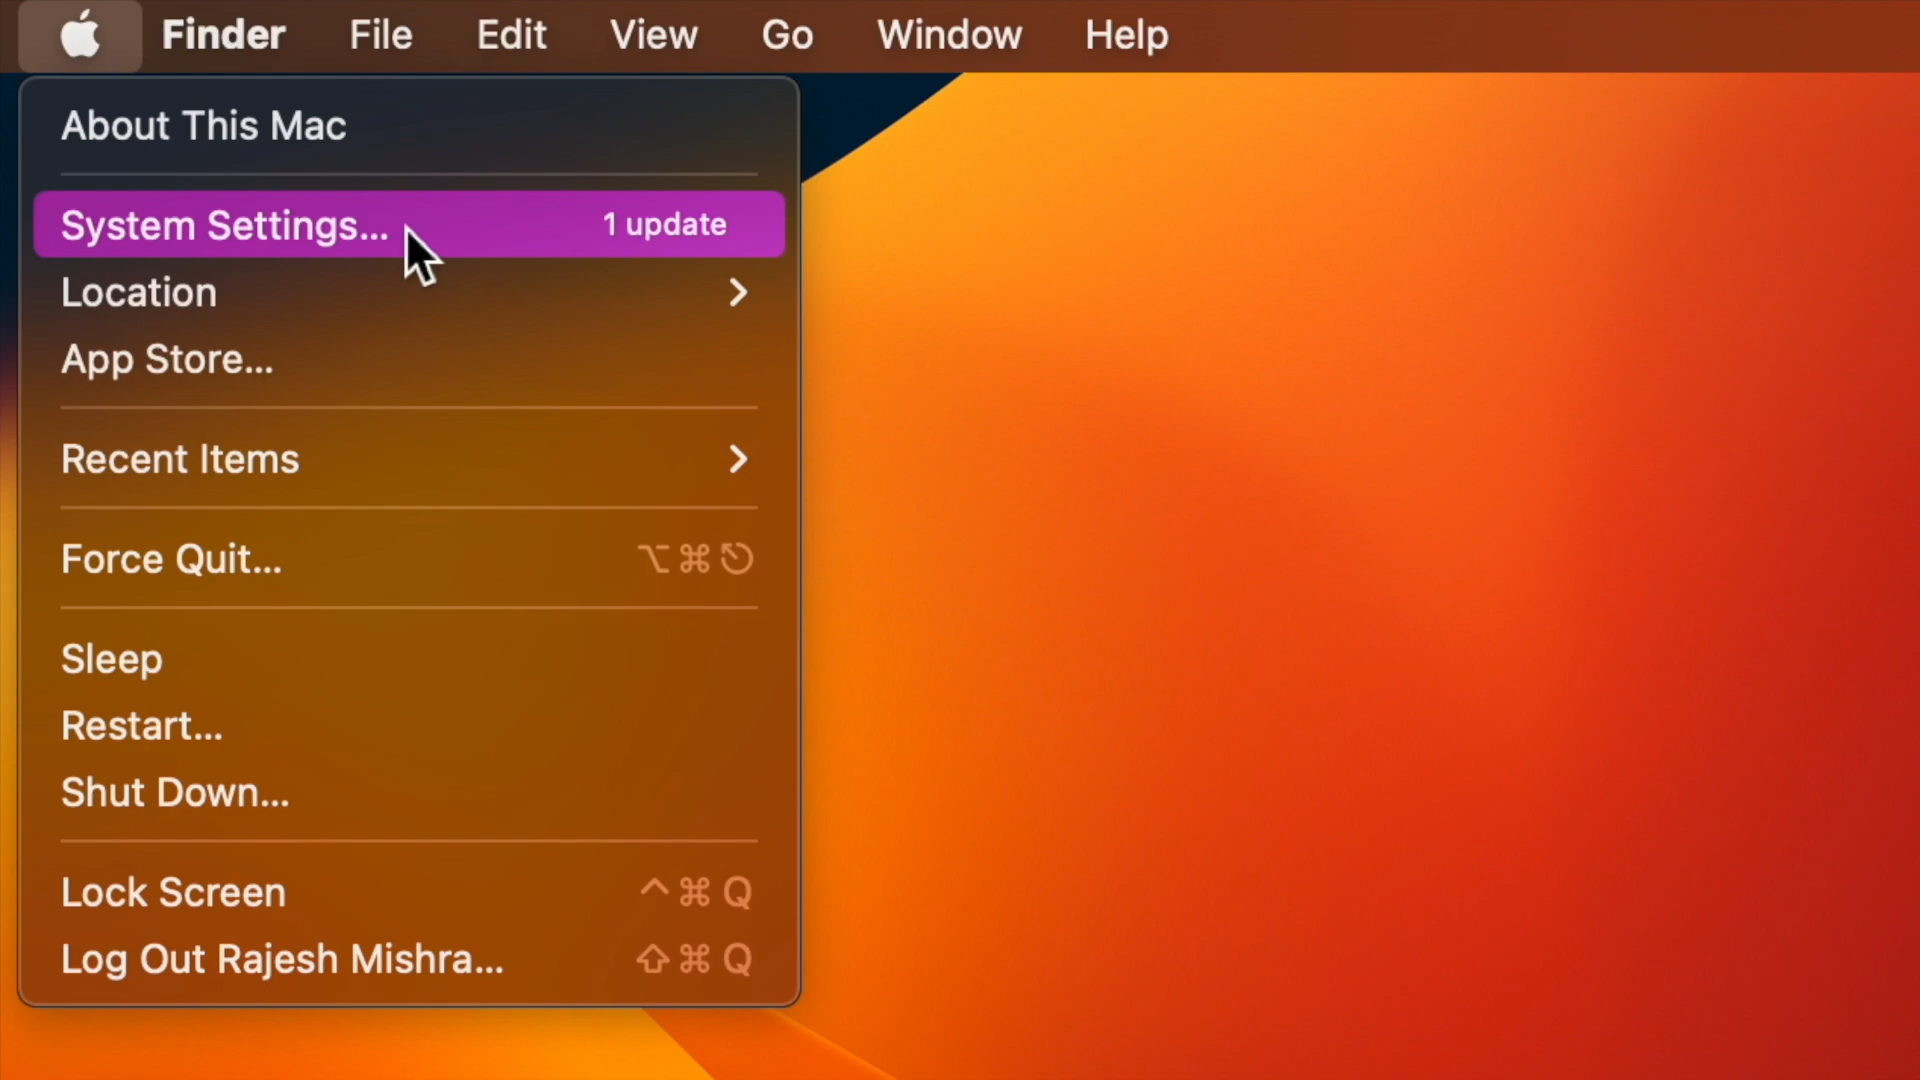 Finder File Edit View Go Window Help
About This Mac
System Settings... 1 update
Location
App Store...
Recent Items
Force Quit... ⌥⌘⎋
Sleep
Restart...
Shut Down...
Lock Screen ^⌘Q
Log Out Rajesh Mishra... ⇧⌘Q